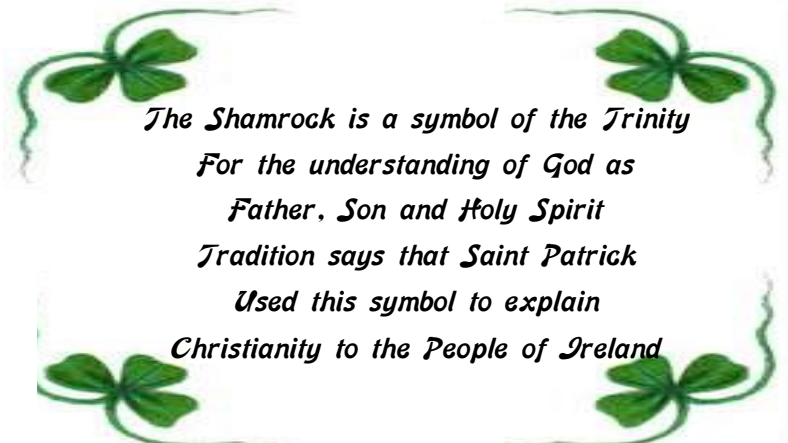 The Shamrock is a symbol of the Trinity
For the understanding of God as
Father, Son and Holy Spirit
Tradition says that Saint Patrick
Used this symbol to explain
Christianity to the People of Ireland